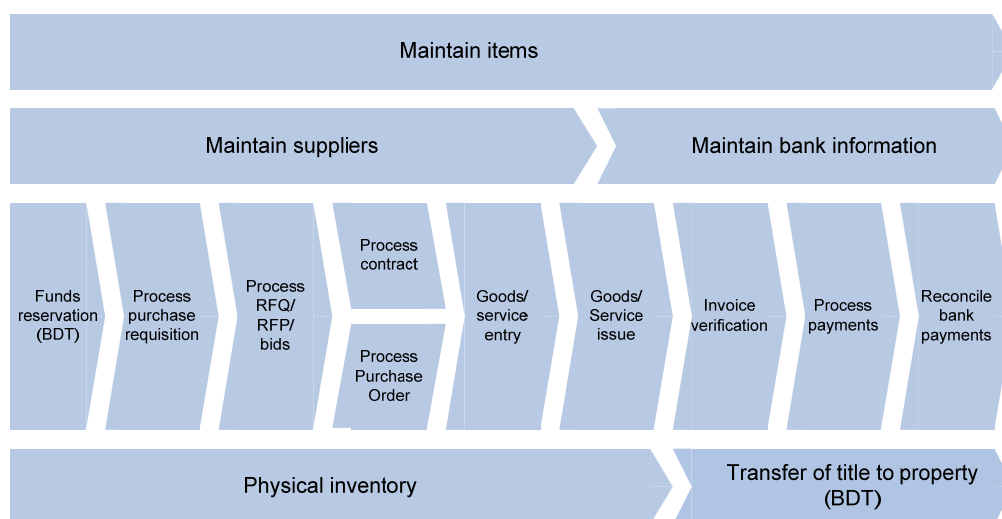 Maintain items
Maintain suppliers
Maintain bank information
Funds
reservation
(BDT)
Process
purchase
requisition
Process
RFQ/
RFP/
bids
Process
contract
Process
Purchase
Order
Goods/
service
entry
Goods/
Service
issue
Invoice
verification
Process
payments
Reconcile
bank
payments
Physical inventory
Transfer of title to property
(BDT)